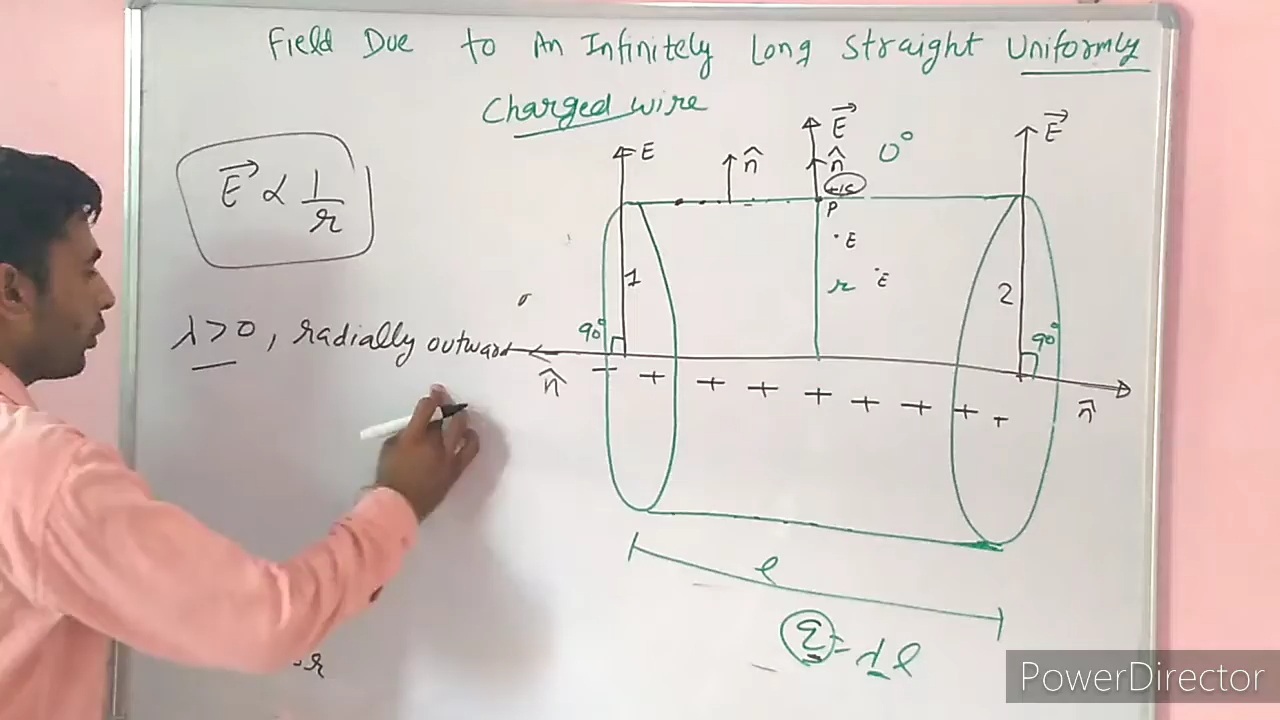 Field Due to An Infinitely Long Straight Uniformly
Charged wire
E ∝ 1/r
λ>0, radially outward
E
n̂
E
n̂
0°
+1C
P
E
E
r
E
1
2
90°
90°
n̂
n̂
+ + + + + + + + +
l
Σ = λl
r
PowerDirector